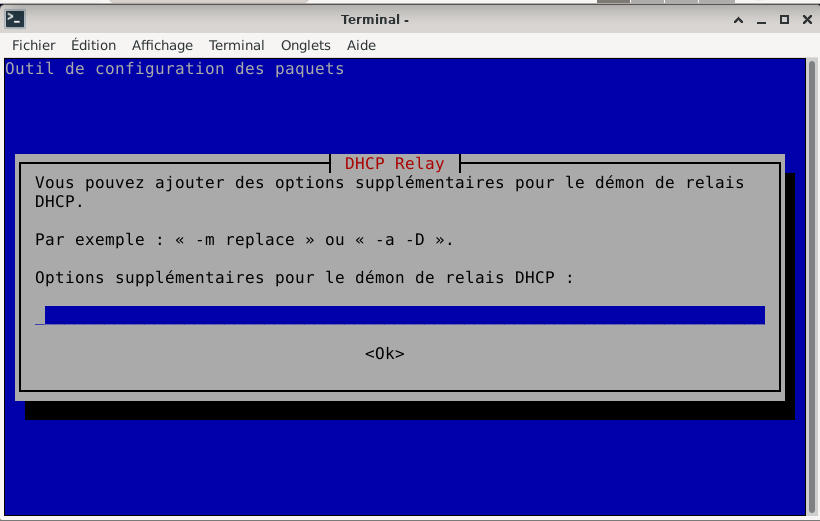 Terminal -
Fichier Édition Affichage Terminal Onglets Aide
Outil de configuration des paquets
DHCP Relay
Vous pouvez ajouter des options supplémentaires pour le démon de relais
DHCP.
Par exemple : « -m replace » ou « -a -D ».
Options supplémentaires pour le démon de relais DHCP :
<Ok>